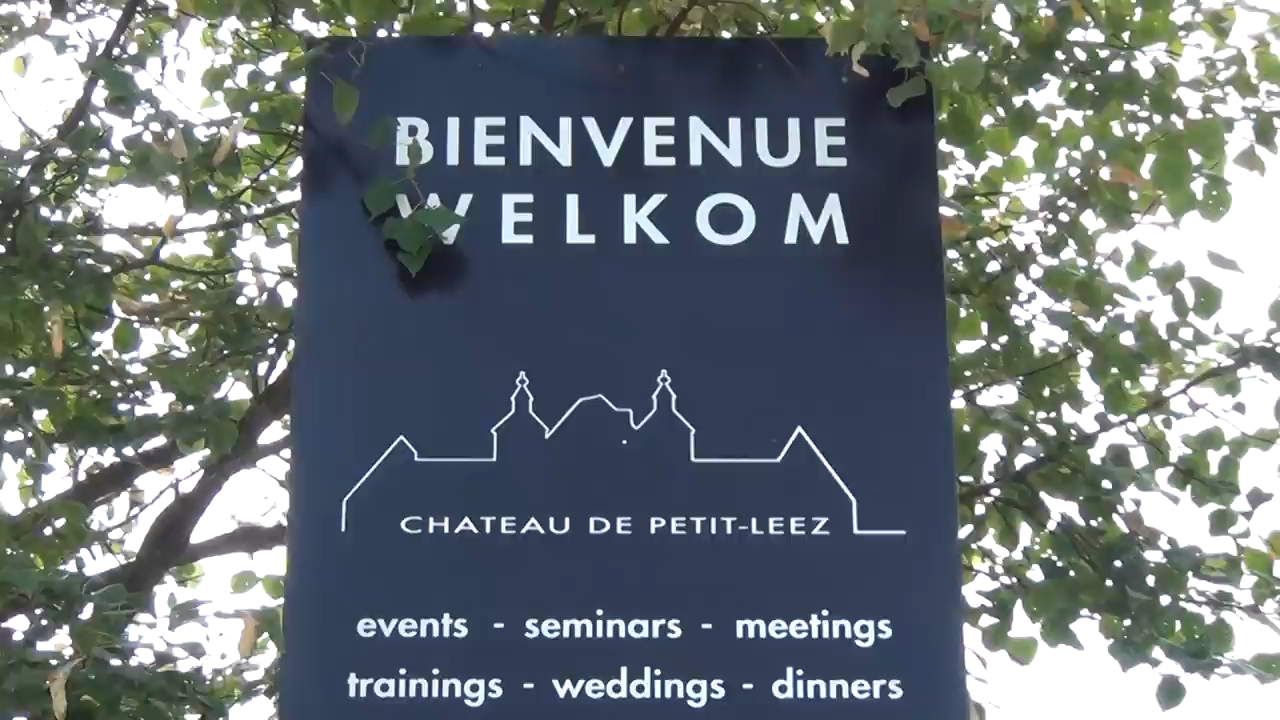 BIENVENUE
WELKOM
CHATEAU DE PETIT-LEEZ
events - seminars - meetings
trainings - weddings - dinners